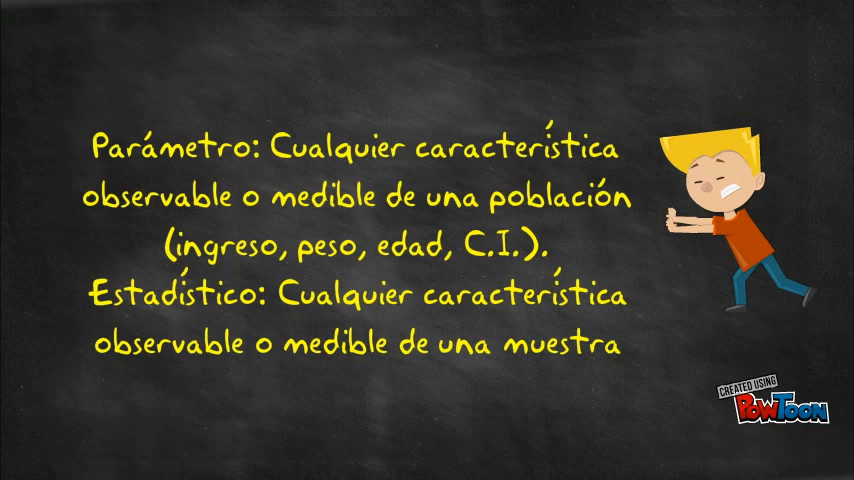 Parámetro: Cualquier característica
observable o medible de una población
(ingreso, peso, edad, C.I.).
Estadístico: Cualquier característica
observable o medible de una muestra
CREATED USING
POWTOON